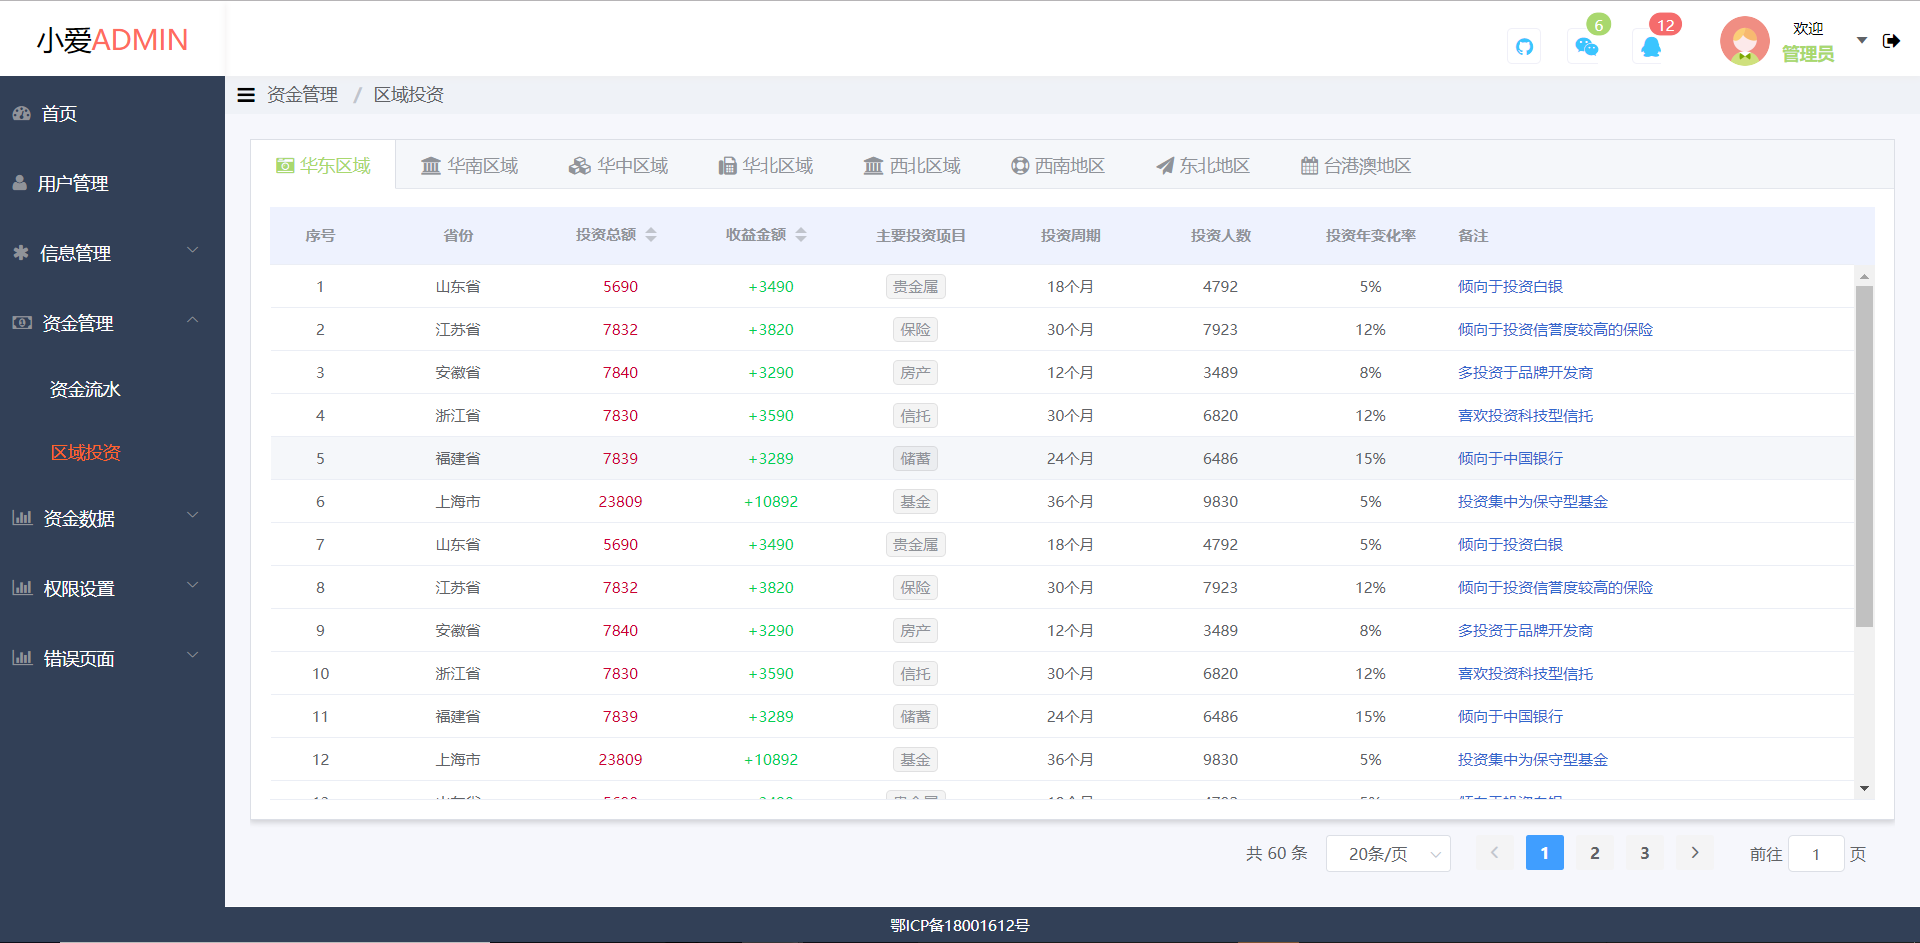 小爱ADMIN
6
12
欢迎
管理员
首页
用户管理
信息管理
资金管理
资金流水
区域投资
资金数据
权限设置
错误页面
资金管理 / 区域投资
华东区域 华南区域 华中区域 华北区域 西北区域 西南地区 东北地区 台港澳地区
序号 省份 投资总额 收益金额 主要投资项目 投资周期 投资人数 投资年变化率 备注
1 山东省 5690 +3490 贵金属 18个月 4792 5% 倾向于投资白银
2 江苏省 7832 +3820 保险 30个月 7923 12% 倾向于投资信誉度较高的保险
3 安徽省 7840 +3290 房产 12个月 3489 8% 多投资于品牌开发商
4 浙江省 7830 +3590 信托 30个月 6820 12% 喜欢投资科技型信托
5 福建省 7839 +3289 储蓄 24个月 6486 15% 倾向于中国银行
6 上海市 23809 +10892 基金 36个月 9830 5% 投资集中为保守型基金
7 山东省 5690 +3490 贵金属 18个月 4792 5% 倾向于投资白银
8 江苏省 7832 +3820 保险 30个月 7923 12% 倾向于投资信誉度较高的保险
9 安徽省 7840 +3290 房产 12个月 3489 8% 多投资于品牌开发商
10 浙江省 7830 +3590 信托 30个月 6820 12% 喜欢投资科技型信托
11 福建省 7839 +3289 储蓄 24个月 6486 15% 倾向于中国银行
12 上海市 23809 +10892 基金 36个月 9830 5% 投资集中为保守型基金
共 60 条 20条/页 1 2 3 前往 1 页
鄂ICP备18001612号